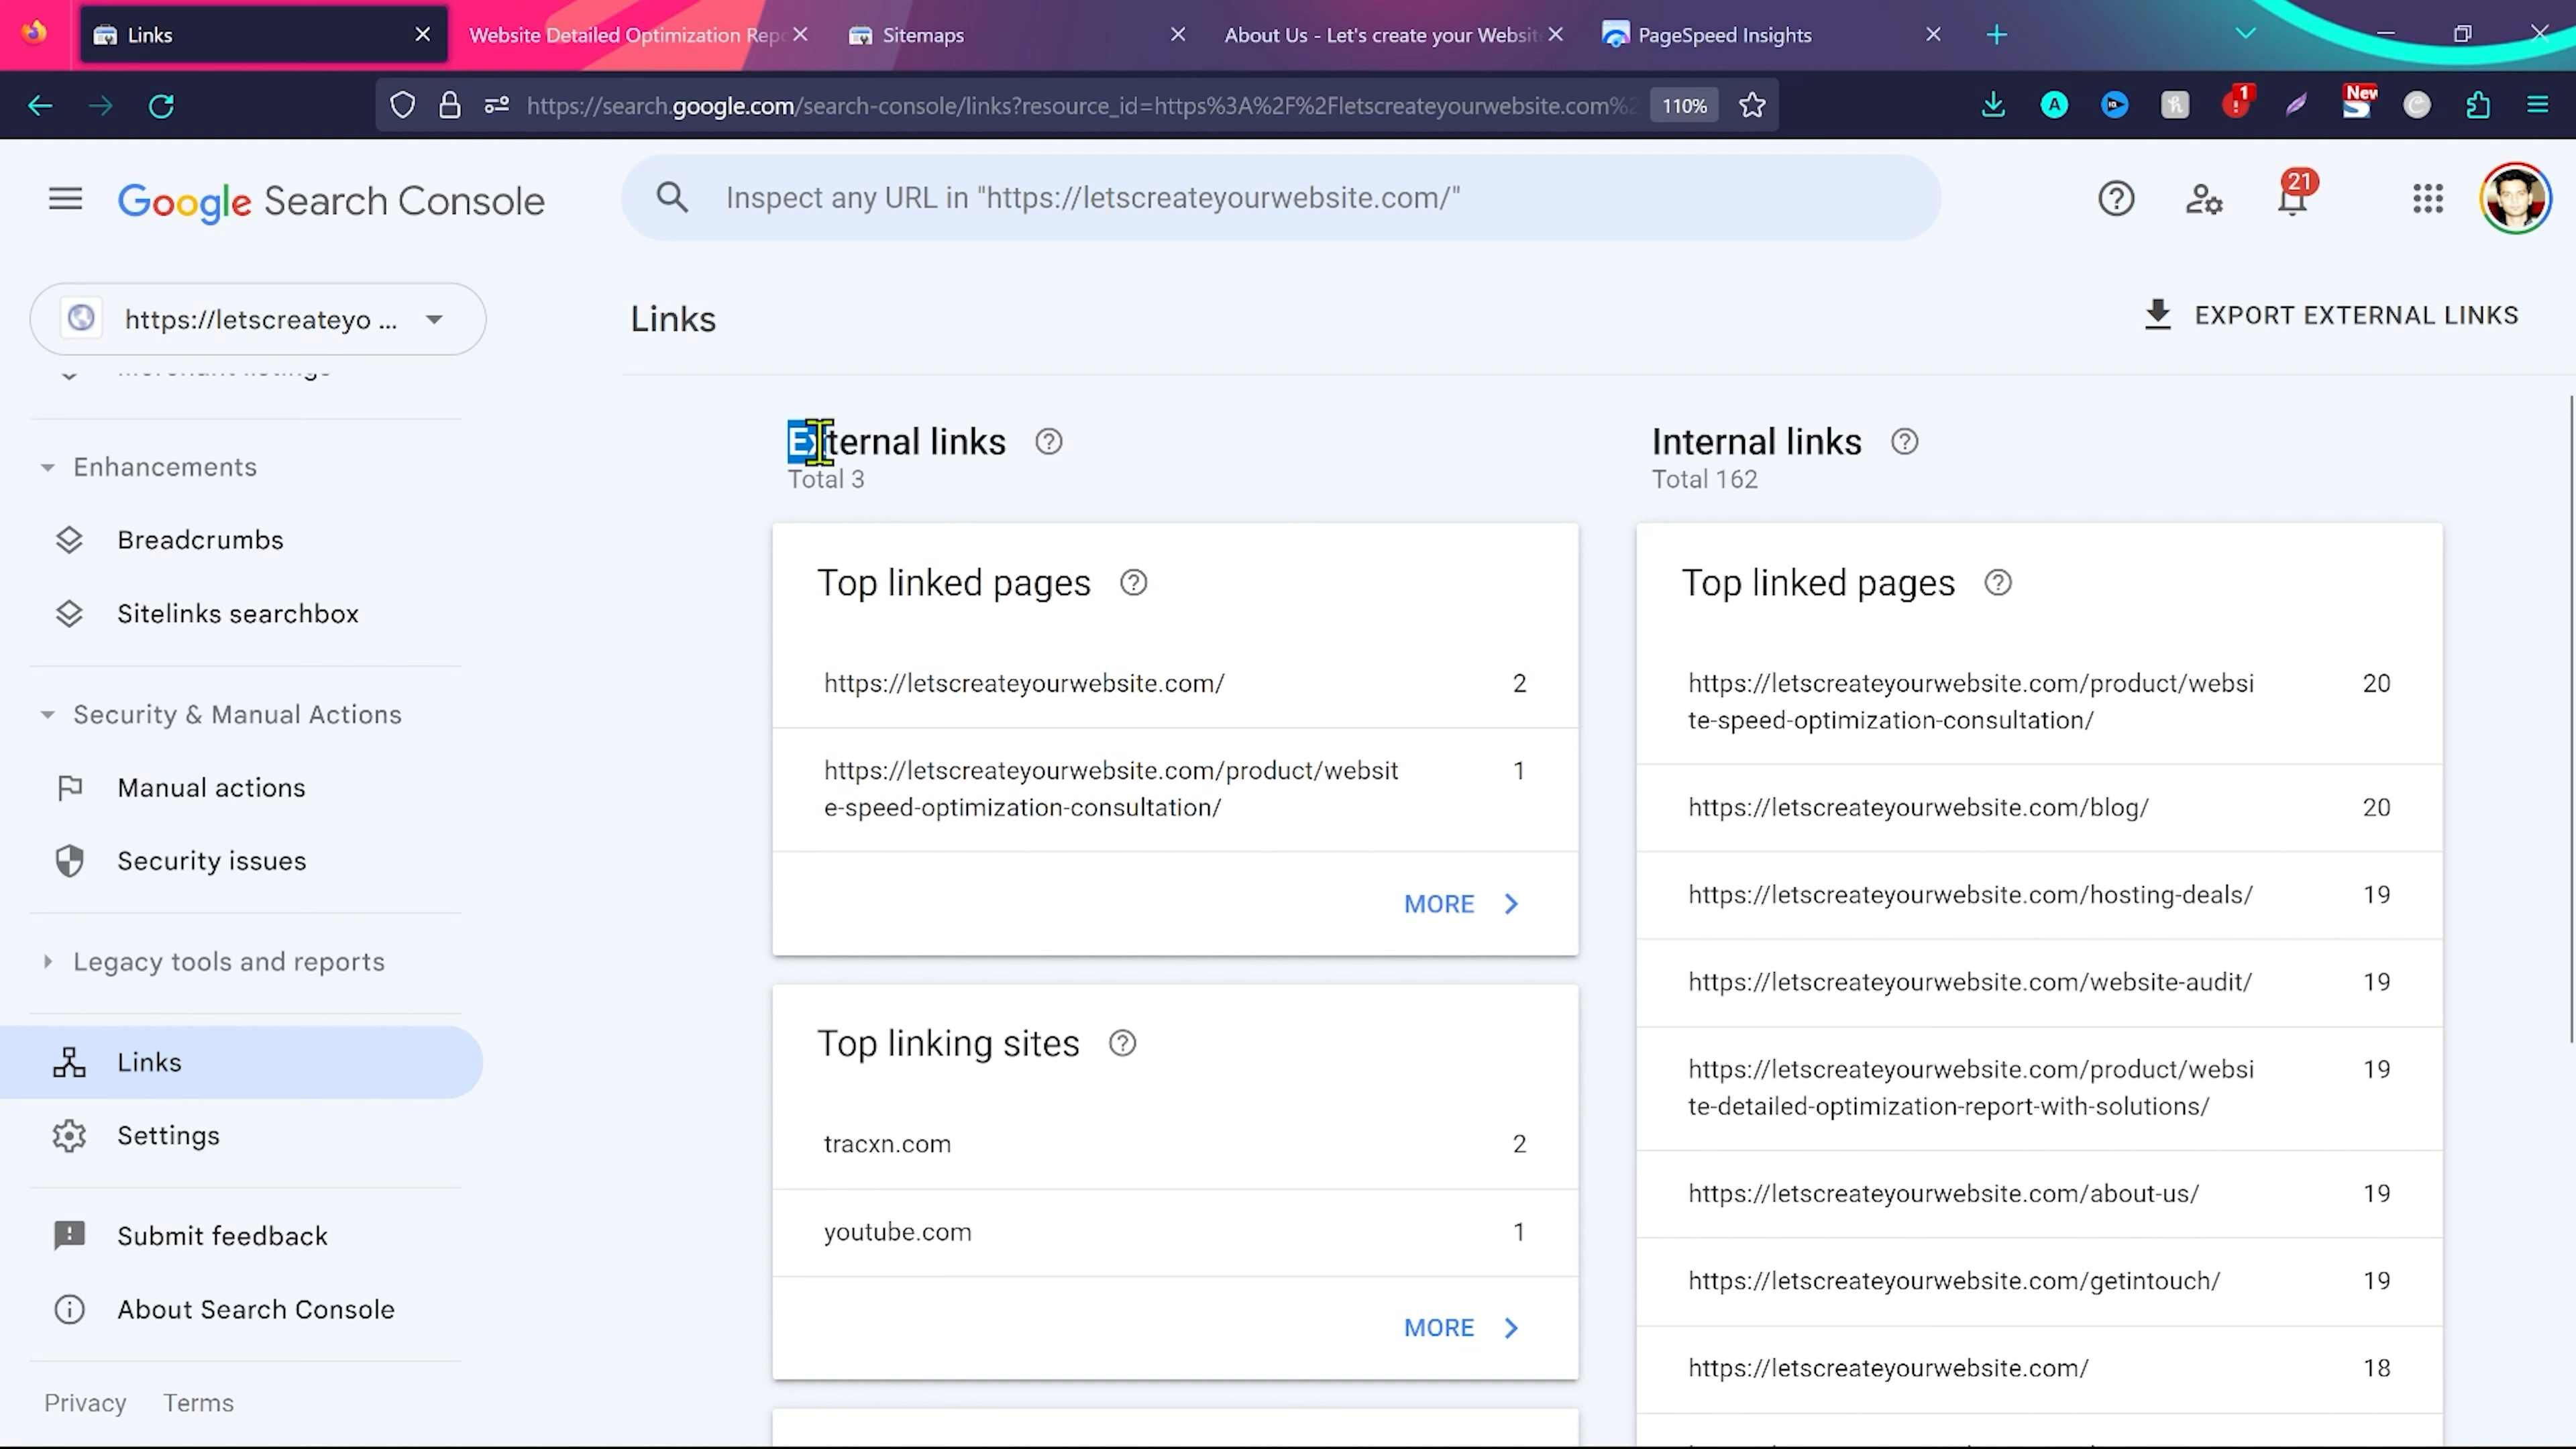 Links
Website Detailed Optimization Repo
Sitemaps
About Us - Let's create your Websit
PageSpeed Insights
https://search.google.com/search-console/links?resource_id=https%3A%2F%2Fletscreateyourwebsite.com%2
110%
A
1
New
Google Search Console
Inspect any URL in "https://letscreateyourwebsite.com/"
21
https://letscreateyo ...
Links
EXPORT EXTERNAL LINKS
Merchant listings
Enhancements
Breadcrumbs
Sitelinks searchbox
Security & Manual Actions
Manual actions
Security issues
Legacy tools and reports
Links
Settings
Submit feedback
About Search Console
Privacy Terms
External links
Total 3
Top linked pages
https://letscreateyourwebsite.com/ 2
https://letscreateyourwebsite.com/product/websit 1
e-speed-optimization-consultation/
MORE
Top linking sites
tracxn.com 2
youtube.com 1
MORE
Internal links
Total 162
Top linked pages
https://letscreateyourwebsite.com/product/websi 20
te-speed-optimization-consultation/
https://letscreateyourwebsite.com/blog/ 20
https://letscreateyourwebsite.com/hosting-deals/ 19
https://letscreateyourwebsite.com/website-audit/ 19
https://letscreateyourwebsite.com/product/websi 19
te-detailed-optimization-report-with-solutions/
https://letscreateyourwebsite.com/about-us/ 19
https://letscreateyourwebsite.com/getintouch/ 19
https://letscreateyourwebsite.com/ 18